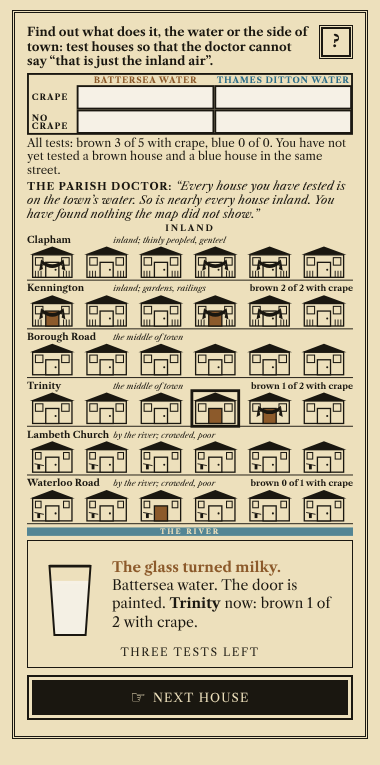 Find out what does it, the water or the side of
town: test houses so that the doctor cannot
say “that is just the inland air”.
?
BATTERSEA WATER THAMES DITTON WATER
CRAPE
NO
CRAPE
All tests: brown 3 of 5 with crape, blue 0 of 0. You have not
yet tested a brown house and a blue house in the same
street.
THE PARISH DOCTOR: “Every house you have tested is
on the town’s water. So is nearly every house inland. You
have found nothing the map did not show.”
INLAND
Clapham inland; thinly peopled, genteel
Kennington inland; gardens, railings brown 2 of 2 with crape
Borough Road the middle of town
Trinity the middle of town brown 1 of 2 with crape
Lambeth Church by the river; crowded, poor
Waterloo Road by the river; crowded, poor brown 0 of 1 with crape
THE RIVER
The glass turned milky.
Battersea water. The door is
painted. Trinity now: brown 1 of
2 with crape.
THREE TESTS LEFT
☞ NEXT HOUSE